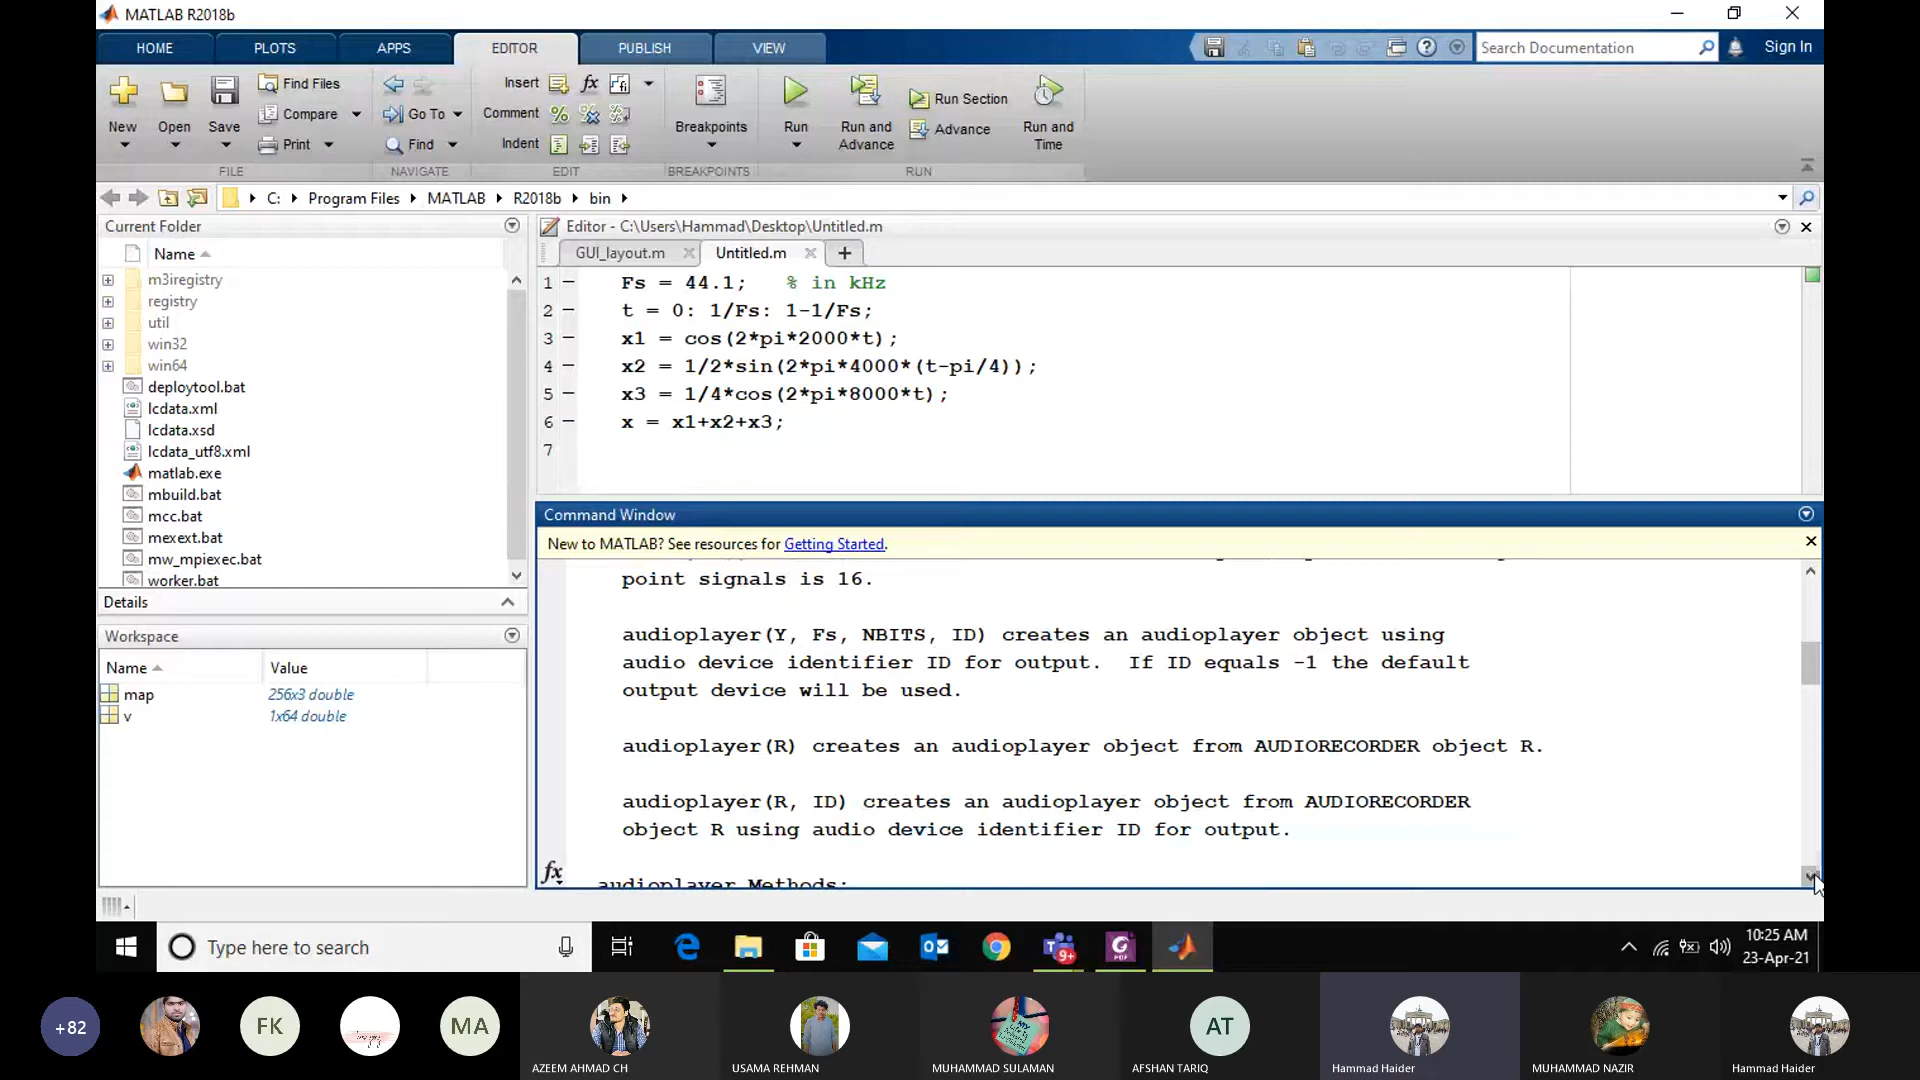 MATLAB R2018b
HOME
PLOTS
APPS
EDITOR
PUBLISH
VIEW
Search Documentation
Sign In
New
Open
Save
Find Files
Compare
Print
Go To
Find
Insert
fx
Comment
Indent
Breakpoints
Run
Run and
Advance
Run Section
Advance
Run and
Time
FILE
NAVIGATE
EDIT
BREAKPOINTS
RUN
C:
Program Files
MATLAB
R2018b
bin
Current Folder
Name
m3iregistry
registry
util
win32
win64
deploytool.bat
lcdata.xml
lcdata.xsd
lcdata_utf8.xml
matlab.exe
mbuild.bat
mcc.bat
mexext.bat
mw_mpiexec.bat
worker.bat
Details
Workspace
Name Value
map 256x3 double
v 1x64 double
Editor - C:\Users\Hammad\Desktop\Untitled.m
GUI_layout.m
Untitled.m
1 Fs = 44.1; % in kHz
2 t = 0: 1/Fs: 1-1/Fs;
3 x1 = cos(2*pi*2000*t);
4 x2 = 1/2*sin(2*pi*4000*(t-pi/4));
5 x3 = 1/4*cos(2*pi*8000*t);
6 x = x1+x2+x3;
7
Command Window
New to MATLAB? See resources for Getting Started.
point signals is 16.
audioplayer(Y, Fs, NBITS, ID) creates an audioplayer object using
audio device identifier ID for output. If ID equals -1 the default
output device will be used.
audioplayer(R) creates an audioplayer object from AUDIORECORDER object R.
audioplayer(R, ID) creates an audioplayer object from AUDIORECORDER
object R using audio device identifier ID for output.
audioplayer Methods:
fx
Type here to search
9+
10:25 AM
23-Apr-21
+82
FK
MA
AZEEM AHMAD CH
USAMA REHMAN
MUHAMMAD SULAMAN
AT
AFSHAN TARIQ
Hammad Haider
MUHAMMAD NAZIR
Hammad Haider